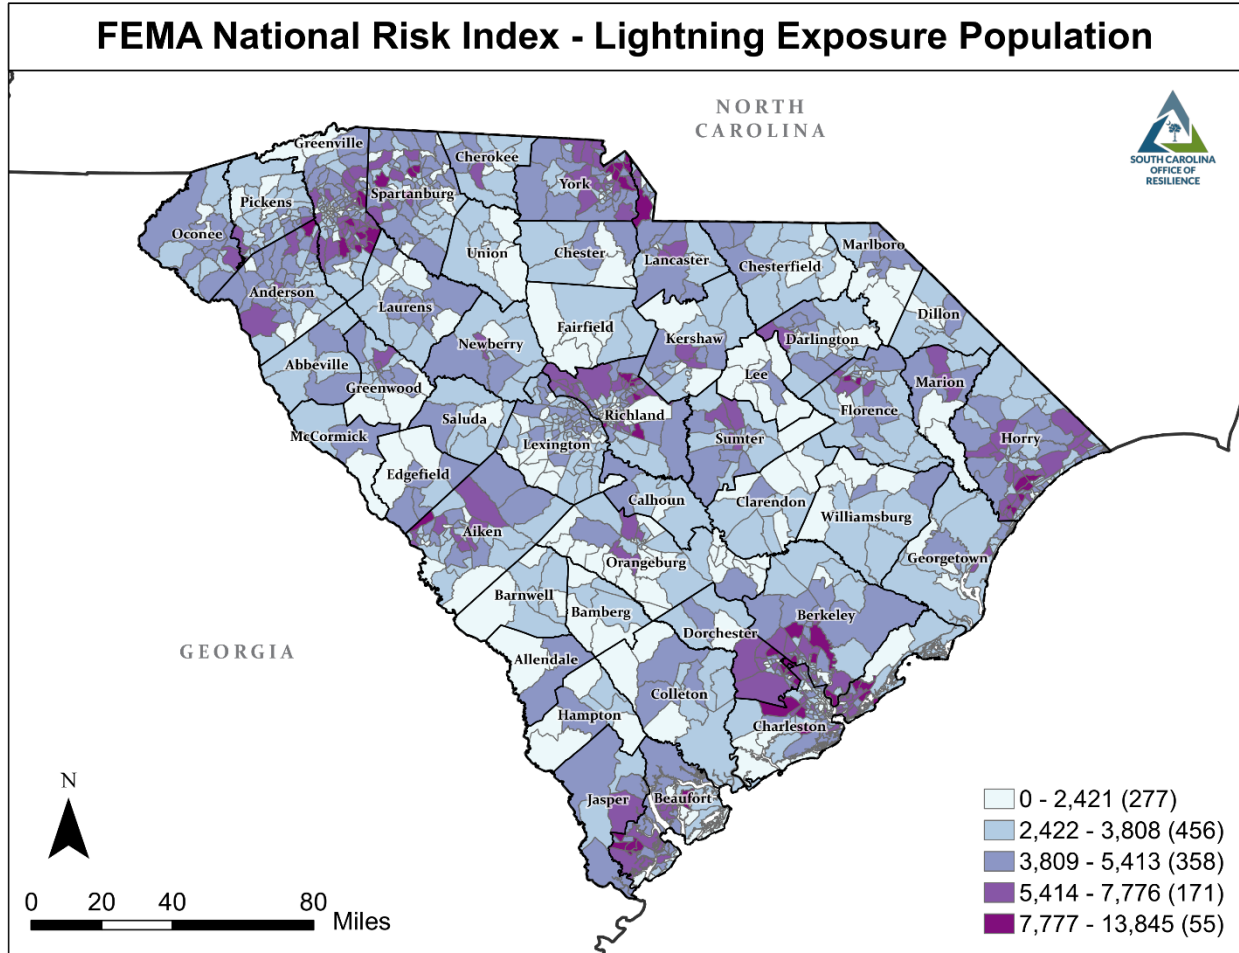 FEMA National Risk Index - Lightning Exposure Population
NORTH
CAROLINA
SOUTH CAROLINA
OFFICE OF
RESILIENCE
Greenville
Cherokee
York
Pickens
Spartanburg
Oconee
Union
Chester
Lancaster
Chesterfield
Marlboro
Anderson
Laurens
Fairfield
Kershaw
Darlington
Dillon
Newberry
Abbeville
Greenwood
Lee
Marion
Richland
Florence
Saluda
Lexington
Sumter
Horry
McCormick
Edgefield
Calhoun
Clarendon
Williamsburg
Aiken
Orangeburg
Georgetown
Barnwell
Bamberg
Berkeley
Dorchester
GEORGIA
Allendale
Colleton
Hampton
Charleston
Jasper
Beaufort
N
0 20 40 80
Miles
0 - 2,421 (277)
2,422 - 3,808 (456)
3,809 - 5,413 (358)
5,414 - 7,776 (171)
7,777 - 13,845 (55)